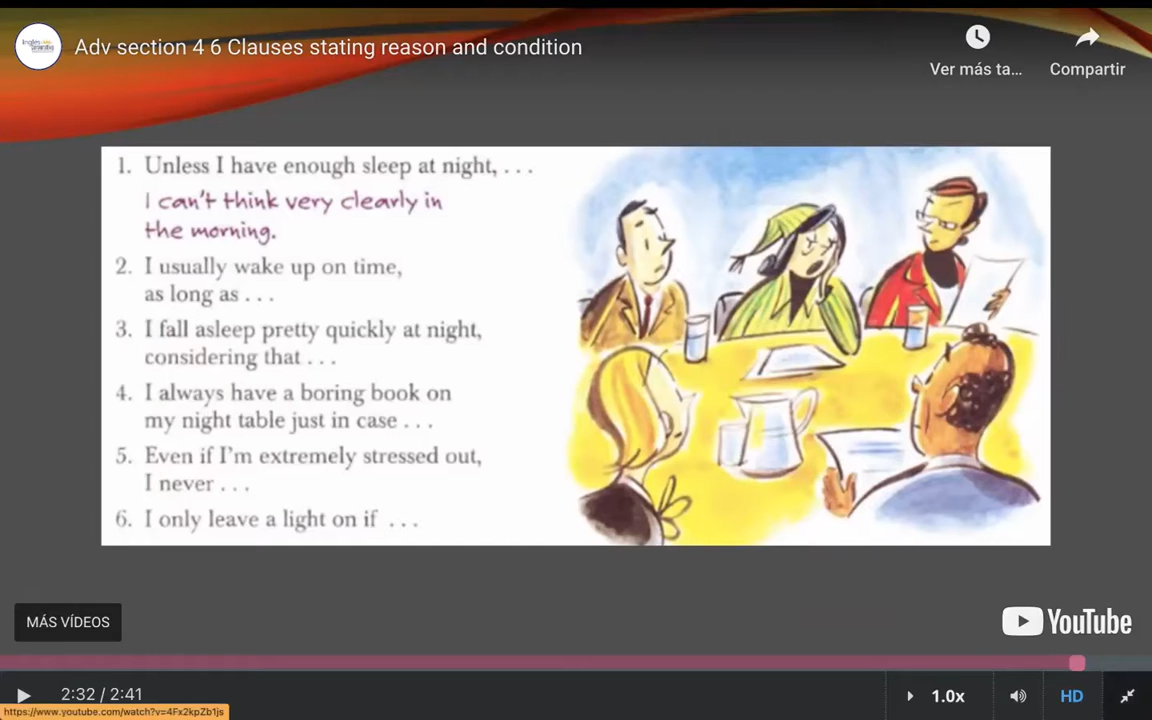 Adv section 4 6 Clauses stating reason and condition
Ver más ta...
Compartir
1. Unless I have enough sleep at night, . . .
I can't think very clearly in
the morning.
2. I usually wake up on time,
as long as . . .
3. I fall asleep pretty quickly at night,
considering that . . .
4. I always have a boring book on
my night table just in case . . .
5. Even if I'm extremely stressed out,
I never . . .
6. I only leave a light on if . . .
MÁS VÍDEOS
YouTube
2:32 / 2:41
1.0x
HD
https://www.youtube.com/watch?v=4Fx2kpZb1js